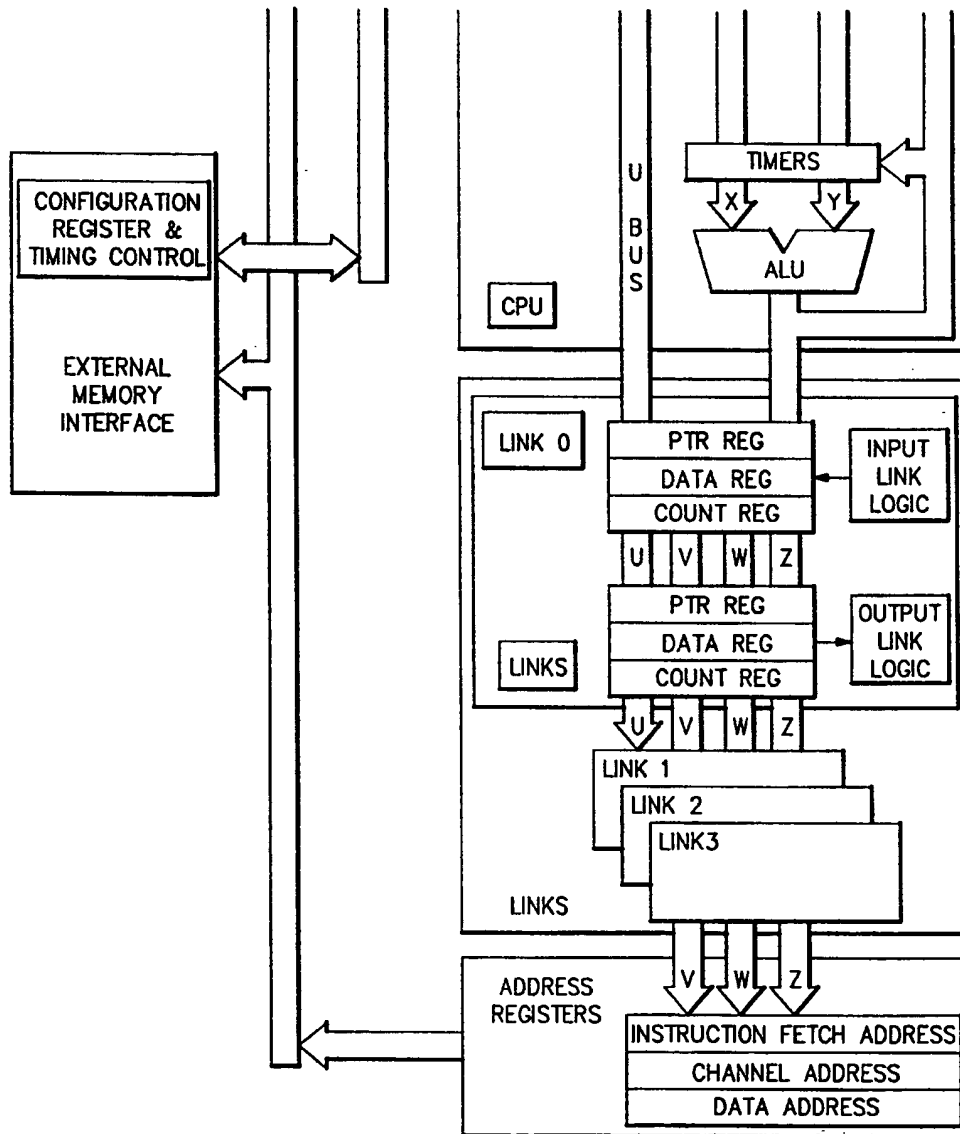 TIMERS
X
Y
ALU
U BUS
CPU
CONFIGURATION
REGISTER &
TIMING CONTROL
EXTERNAL
MEMORY
INTERFACE
LINK 0
PTR REG
DATA REG
COUNT REG
INPUT
LINK
LOGIC
U V W Z
PTR REG
DATA REG
COUNT REG
OUTPUT
LINK
LOGIC
LINKS
U V W Z
LINK 1
LINK 2
LINK3
LINKS
V W Z
ADDRESS
REGISTERS
INSTRUCTION FETCH ADDRESS
CHANNEL ADDRESS
DATA ADDRESS